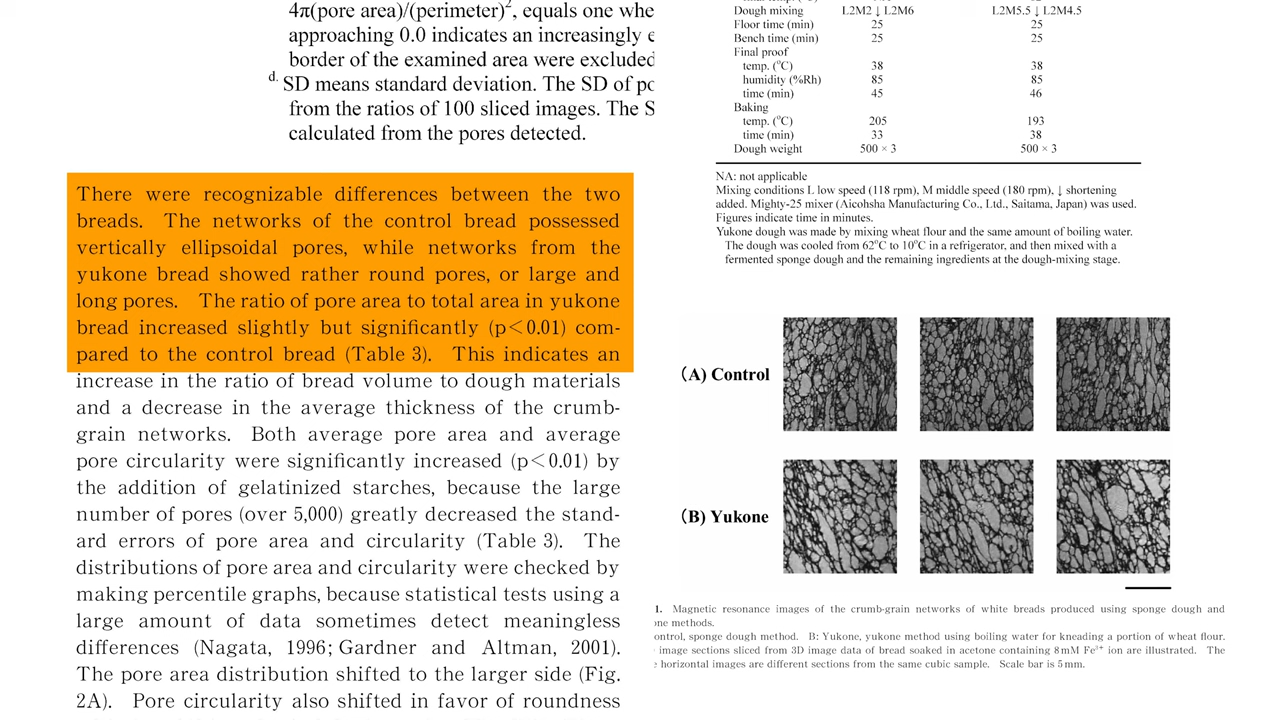 4π(pore area)/(perimeter)², equals one whe
approaching 0.0 indicates an increasingly e
border of the examined area were excluded
d. SD means standard deviation. The SD of po
from the ratios of 100 sliced images. The S
calculated from the pores detected.
There were recognizable differences between the two
breads. The networks of the control bread possessed
vertically ellipsoidal pores, while networks from the
yukone bread showed rather round pores, or large and
long pores. The ratio of pore area to total area in yukone
bread increased slightly but significantly (p<0.01) com-
pared to the control bread (Table 3). This indicates an
increase in the ratio of bread volume to dough materials
and a decrease in the average thickness of the crumb-
grain networks. Both average pore area and average
pore circularity were significantly increased (p<0.01) by
the addition of gelatinized starches, because the large
number of pores (over 5,000) greatly decreased the stand-
ard errors of pore area and circularity (Table 3). The
distributions of pore area and circularity were checked by
making percentile graphs, because statistical tests using a
large amount of data sometimes detect meaningless
differences (Nagata, 1996; Gardner and Altman, 2001).
The pore area distribution shifted to the larger side (Fig.
2A). Pore circularity also shifted in favor of roundness
Dough mixing L2M2↓L2M6 L2M5.5↓L2M4.5
Floor time (min) 25 25
Bench time (min) 25 25
Final proof
temp. (°C) 38 38
humidity (%Rh) 85 85
time (min) 45 46
Baking
temp. (°C) 205 193
time (min) 33 38
Dough weight 500 × 3 500 × 3
NA: not applicable
Mixing conditions L low speed (118 rpm), M middle speed (180 rpm), ↓ shortening
added. Mighty-25 mixer (Aicohsha Manufacturing Co., Ltd., Saitama, Japan) was used.
Figures indicate time in minutes.
Yukone dough was made by mixing wheat flour and the same amount of boiling water.
The dough was cooled from 62°C to 10°C in a refrigerator, and then mixed with a
fermented sponge dough and the remaining ingredients at the dough-mixing stage.
(A) Control
(B) Yukone
1. Magnetic resonance images of the crumb-grain networks of white breads produced using sponge dough and
one methods.
ontrol, sponge dough method. B: Yukone, yukone method using boiling water for kneading a portion of wheat flour.
image sections sliced from 3D image data of bread soaked in acetone containing 8 mM Fe³⁺ ion are illustrated. The
e horizontal images are different sections from the same cubic sample. Scale bar is 5 mm.